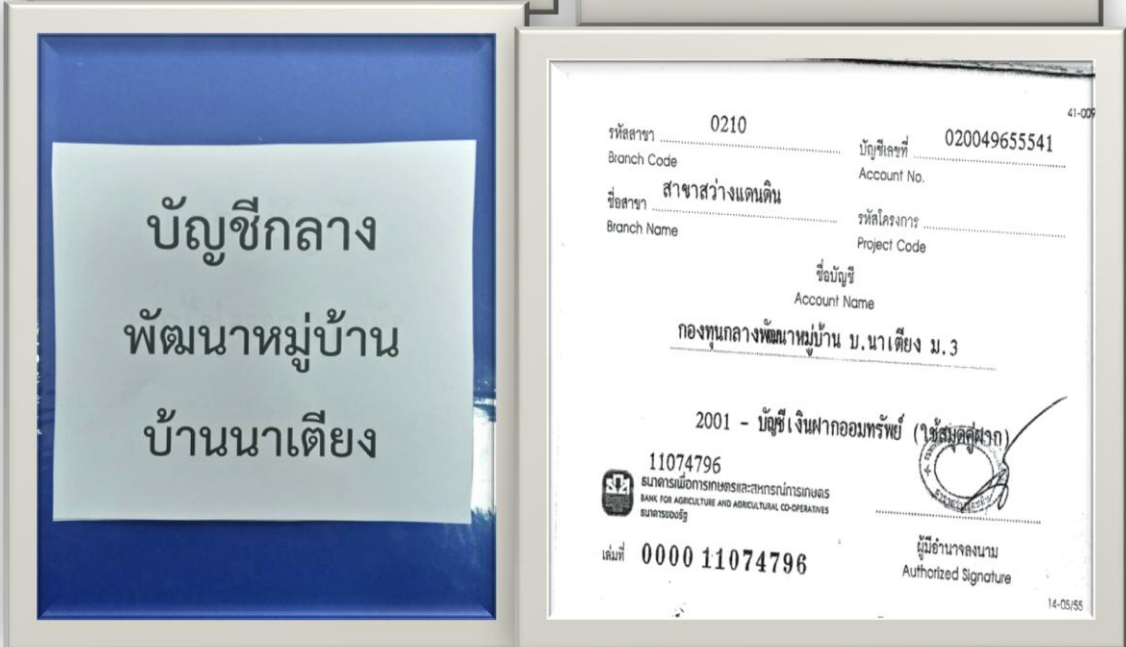 บัญชีกลาง
พัฒนาหมู่บ้าน
บ้านนาเตียง
41-009
รหัสสาขา 0210 บัญชีเลขที่ 020049655541
Branch Code Account No.
ชื่อสาขา สาขาสว่างแดนดิน รหัสโครงการ
Branch Name Project Code
ชื่อบัญชี
Account Name
กองทุนกลางพัฒนาหมู่บ้าน บ.นาเตียง ม.3
2001 - บัญชีเงินฝากออมทรัพย์ (ใช้สมุดคู่ฝาก)
11074796
ธนาคารเพื่อการเกษตรและสหกรณ์การเกษตร
BANK FOR AGRICULTURE AND AGRICULTURAL CO-OPERATIVES
ธนาคารของรัฐ
เล่มที่ 0000 11074796
ผู้มีอำนาจลงนาม
Authorized Signature
14-05/55